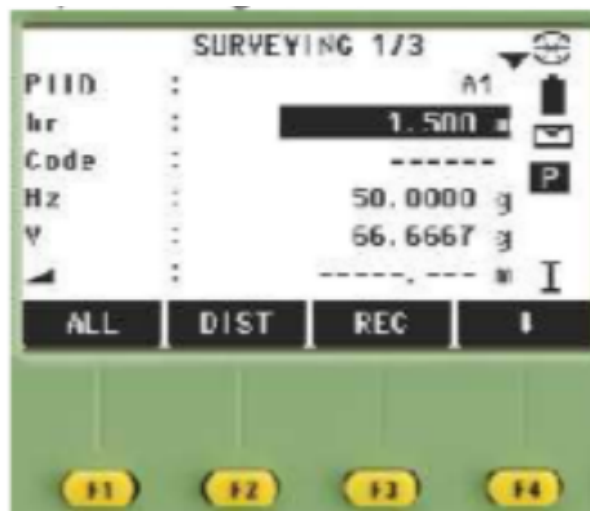 SURVEYING 1/3
PtID : A1
hr : 1.500 m
Code : ------
Hz : 50.0000 g
V : 66.6667 g
: -----.--- m
P
I
ALL DIST REC
F1 F2 F3 F4